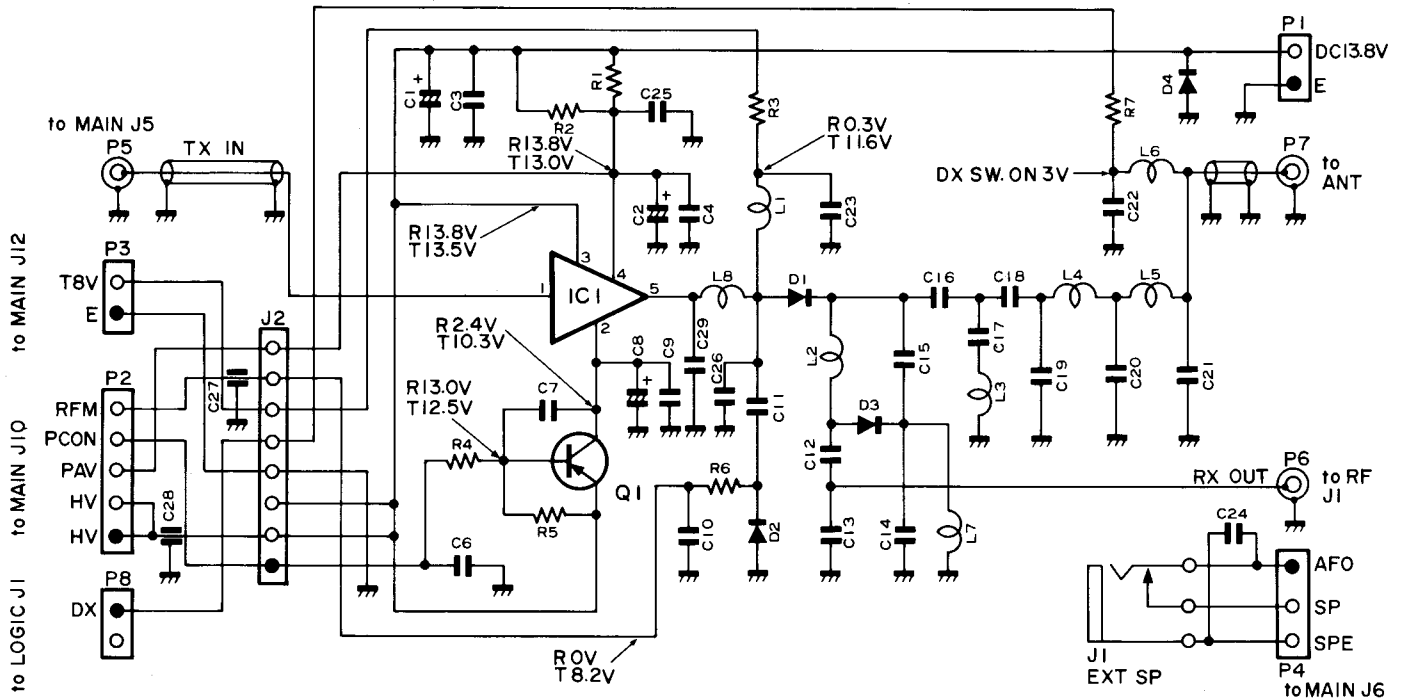 P1
DC13.8V
E
D4
R1
C1
+
C3
R2
C25
R3
R7
to MAIN J5
P5
TX IN
R13.8V
T13.0V
R0.3V
T11.6V
L6
P7
to
ANT
DX SW.ON 3V
C22
C2
+
C4
L1
C23
R13.8V
T13.5V
to MAIN J12
P3
T8V
E
3
4
1
IC1
5
2
L8
D1
C16
C18
L4
L5
J2
R2.4V
T10.3V
C29
C26
L2
C15
C17
L3
C19
C20
C21
C27
C8
+
C9
C11
to MAIN J10
P2
RFM
PCON
PAV
HV
HV
C28
R13.0V
T12.5V
C7
R4
Q1
R5
C6
R6
C10
D2
D3
C12
C13
C14
L7
RX OUT
P6
to RF
J1
C24
to LOGIC J1
P8
DX
R0V
T8.2V
AFO
SP
SPE
J1
EXT SP
P4
to MAIN J6